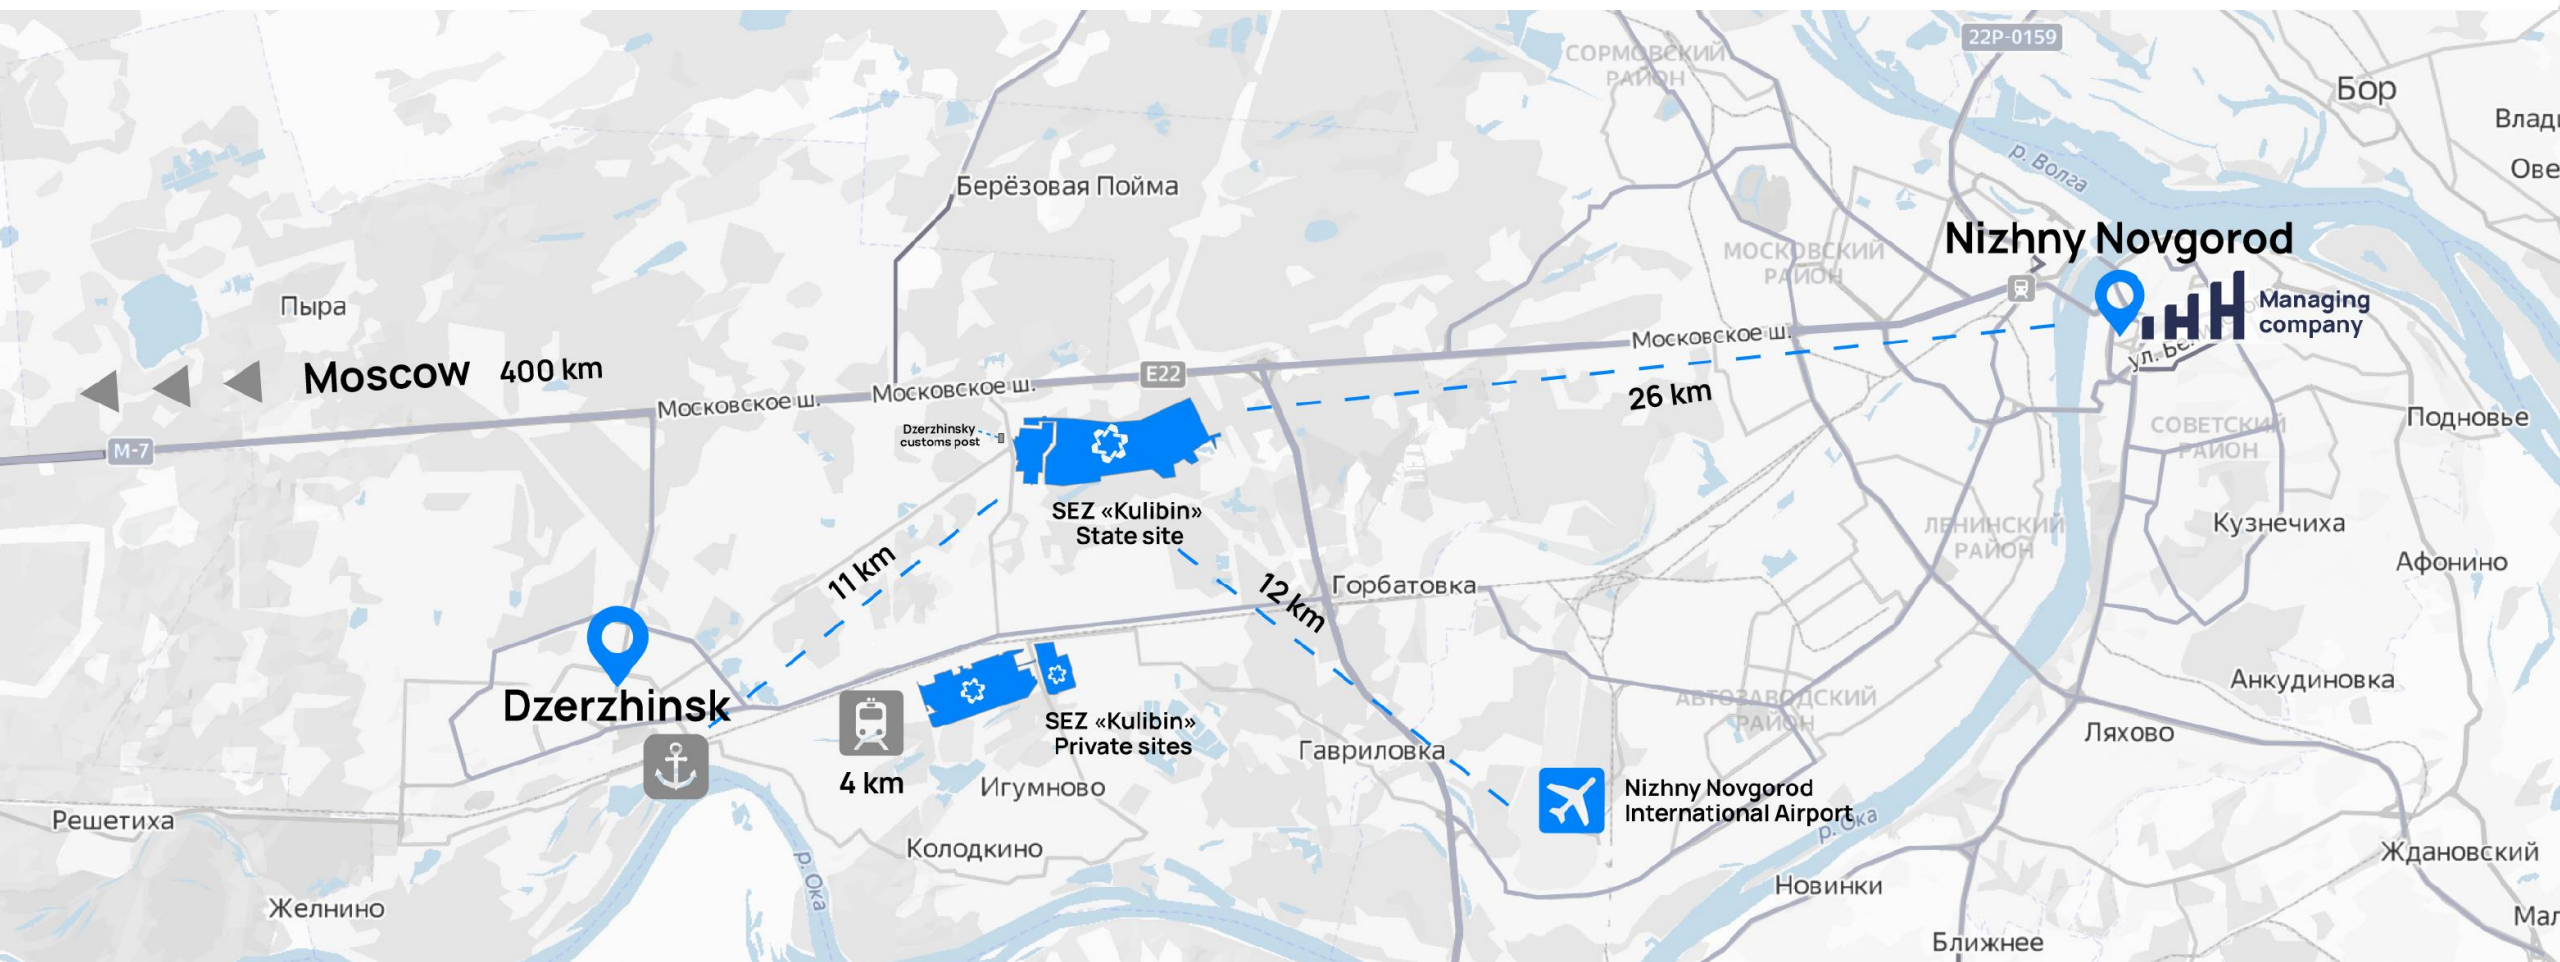 22Р-0159
СОРМОВСКИЙ
РАЙОН
Бор
Ове
р. Волга
Берёзовая Пойма
Nizhny Novgorod
МОСКОВСКИЙ
РАЙОН
Managing
company
Пыра
Московское ш.
Moscow 400 km
E22
Московское ш.
Московское ш.
26 km
М-7
Dzerzhinsky
customs post
СОВЕТСКИЙ
РАЙОН
Подновье
SEZ «Kulibin»
State site
ЛЕНИНСКИЙ
РАЙОН
Кузнечиха
Афонино
11 km
12 km
Горбатовка
Dzerzhinsk
SEZ «Kulibin»
Private sites
АВТОЗАВОДСКИЙ
РАЙОН
Анкудиновка
Ляхово
Гавриловка
4 km
Игумново
Nizhny Novgorod
International Airport
р. Ока
Решетиха
Колодкино
р. Ока
Ждановский
Новинки
Желнино
Ближнее